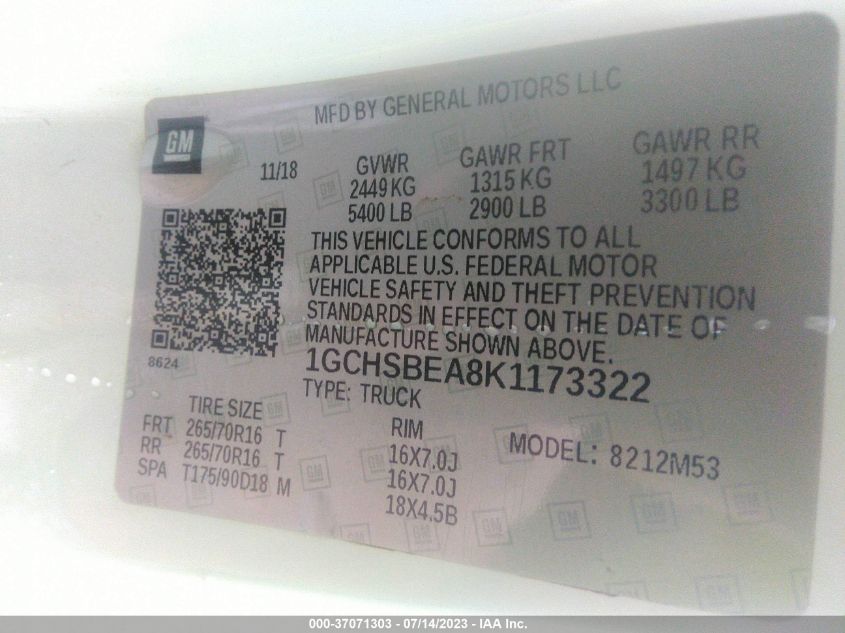 MFD BY GENERAL MOTORS LLC
GM
11/18
GVWR GAWR FRT GAWR RR
2449 KG 1315 KG 1497 KG
5400 LB 2900 LB 3300 LB
THIS VEHICLE CONFORMS TO ALL
APPLICABLE U.S. FEDERAL MOTOR
VEHICLE SAFETY AND THEFT PREVENTION
STANDARDS IN EFFECT ON THE DATE OF
MANUFACTURE SHOWN ABOVE.
8624
1GCHSBEA8K1173322
TYPE: TRUCK
TIRE SIZE RIM MODEL: 8212M53
FRT 265/70R16 T 16X7.0J
RR 265/70R16 T 16X7.0J
SPA T175/90D18 M 18X4.5B
000-37071303 - 07/14/2023 - IAA Inc.